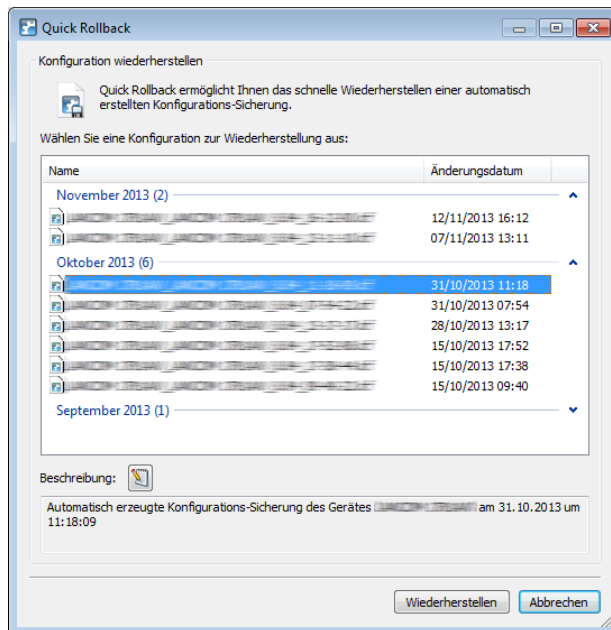 Quick Rollback
Konfiguration wiederherstellen
Quick Rollback ermöglicht Ihnen das schnelle Wiederherstellen einer automatisch
erstellten Konfigurations-Sicherung.
Wählen Sie eine Konfiguration zur Wiederherstellung aus:
Name Änderungsdatum
November 2013 (2)
12/11/2013 16:12
07/11/2013 13:11
Oktober 2013 (6)
31/10/2013 11:18
31/10/2013 07:54
28/10/2013 13:17
15/10/2013 17:52
15/10/2013 17:38
15/10/2013 09:40
September 2013 (1)
Beschreibung:
Automatisch erzeugte Konfigurations-Sicherung des Gerätes am 31.10.2013 um
11:18:09
Wiederherstellen Abbrechen